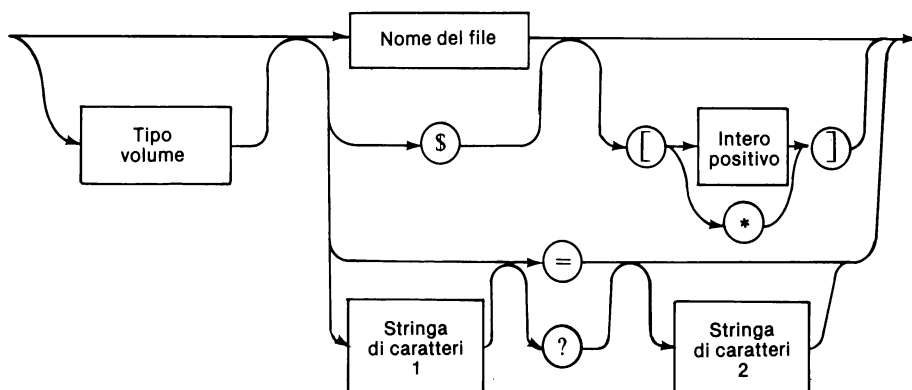 Nome del file
Tipo
volume
$
[
Intero
positivo
]
*
=
Stringa
di caratteri
1
?
Stringa
di caratteri
2